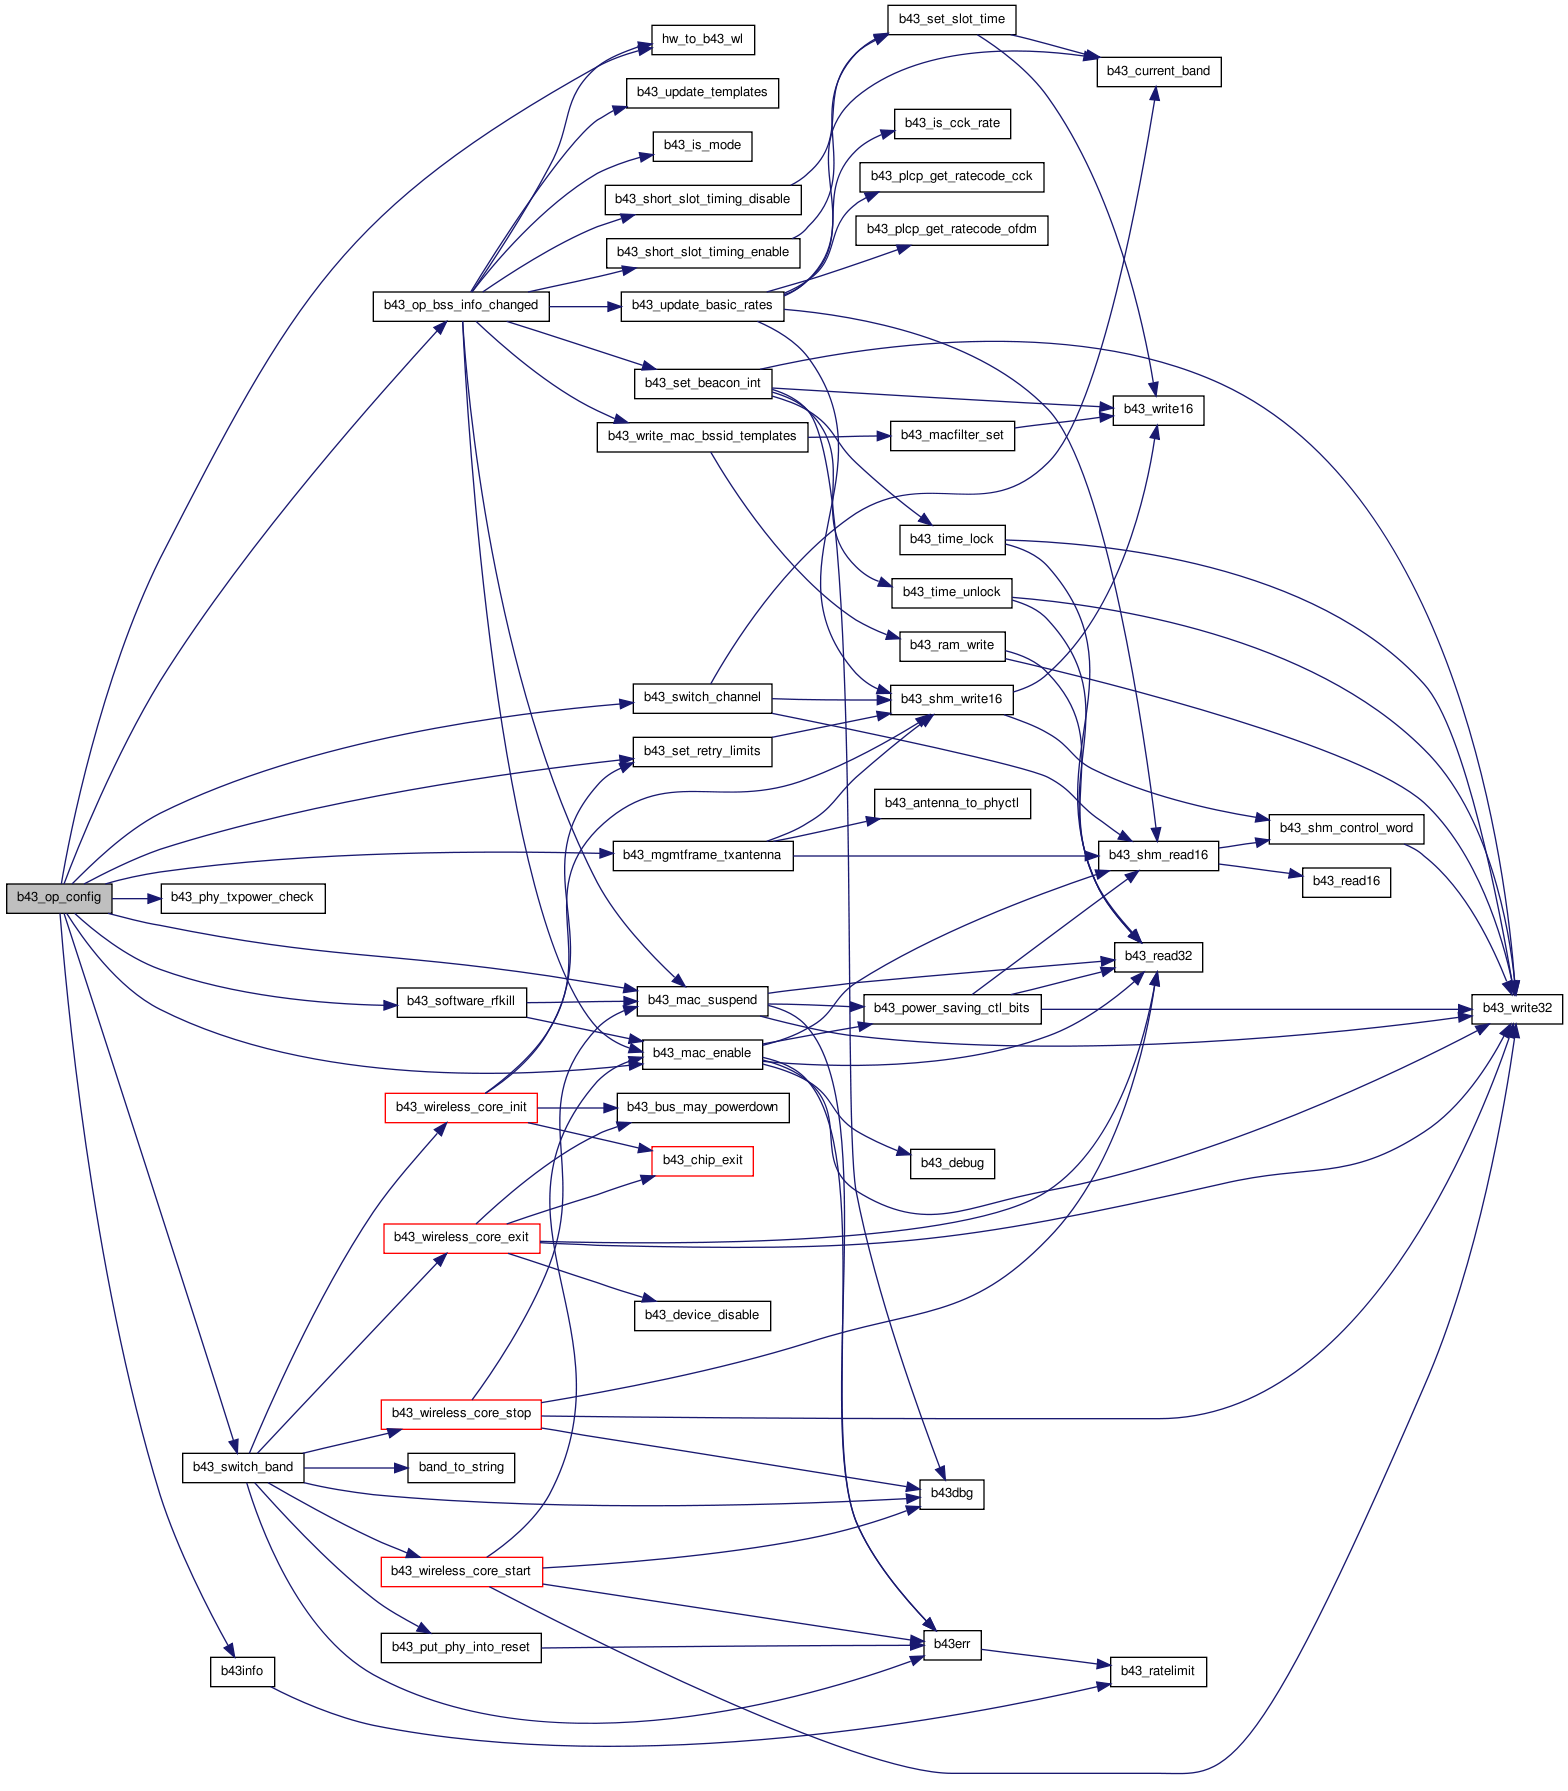 b43_set_slot_time
hw_to_b43_wl
b43_current_band
b43_update_templates
b43_is_cck_rate
b43_is_mode
b43_plcp_get_ratecode_cck
b43_short_slot_timing_disable
b43_plcp_get_ratecode_ofdm
b43_short_slot_timing_enable
b43_op_bss_info_changed
b43_update_basic_rates
b43_set_beacon_int
b43_write16
b43_write_mac_bssid_templates
b43_macfilter_set
b43_time_lock
b43_time_unlock
b43_ram_write
b43_switch_channel
b43_shm_write16
b43_set_retry_limits
b43_antenna_to_phyctl
b43_shm_control_word
b43_mgmtframe_txantenna
b43_shm_read16
b43_read16
b43_op_config
b43_phy_txpower_check
b43_read32
b43_software_rfkill
b43_mac_suspend
b43_power_saving_ctl_bits
b43_write32
b43_mac_enable
b43_wireless_core_init
b43_bus_may_powerdown
b43_chip_exit
b43_debug
b43_wireless_core_exit
b43_device_disable
b43_wireless_core_stop
b43_switch_band
band_to_string
b43dbg
b43_wireless_core_start
b43_put_phy_into_reset
b43err
b43info
b43_ratelimit